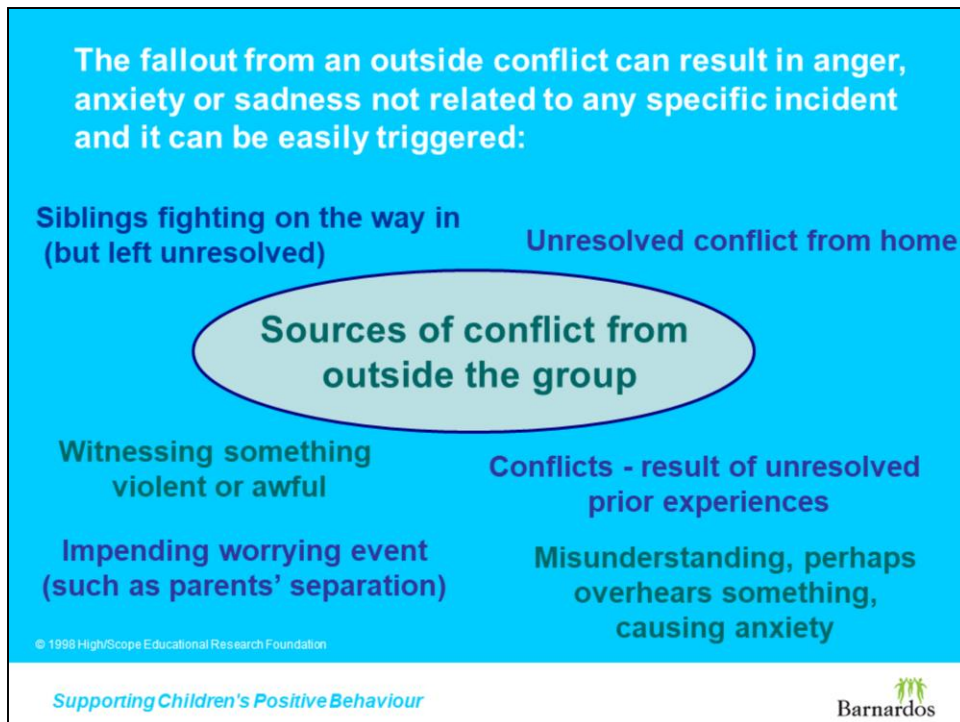 The fallout from an outside conflict can result in anger,
anxiety or sadness not related to any specific incident
and it can be easily triggered:
Siblings fighting on the way in
(but left unresolved)
Unresolved conflict from home
Sources of conflict from
outside the group
Witnessing something
violent or awful
Conflicts - result of unresolved
prior experiences
Impending worrying event
(such as parents’ separation)
Misunderstanding, perhaps
overhears something,
causing anxiety
© 1998 High/Scope Educational Research Foundation
Supporting Children's Positive Behaviour
Barnardos